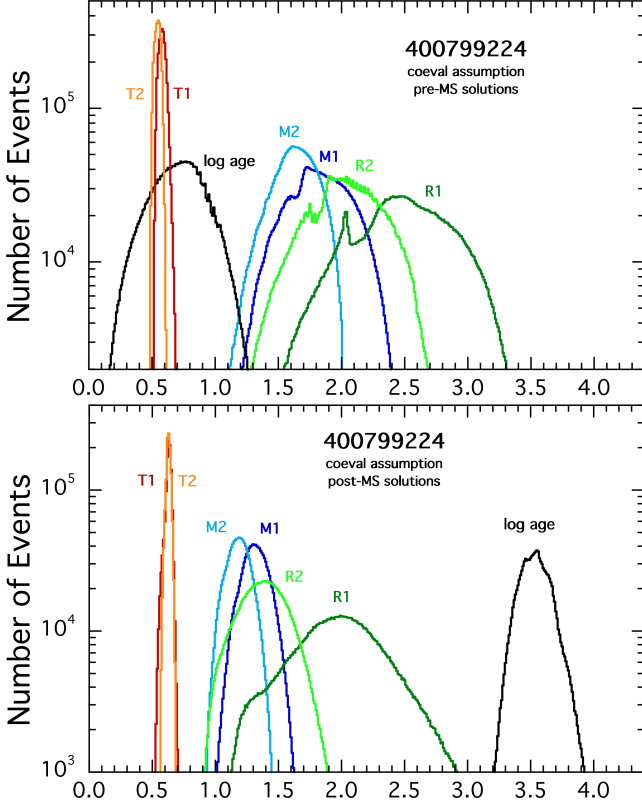 400799224
coeval assumption
pre-MS solutions
Number of Events
10^5
10^4
T2
T1
log age
M2
M1
R2
R1
0.0 0.5 1.0 1.5 2.0 2.5 3.0 3.5 4.0
400799224
coeval assumption
post-MS solutions
Number of Events
10^5
10^4
10^3
T1
T2
M2
M1
R2
R1
log age
0.0 0.5 1.0 1.5 2.0 2.5 3.0 3.5 4.0